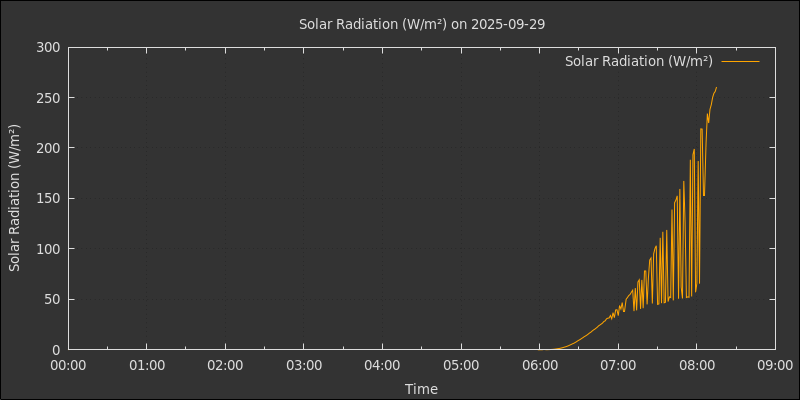 Solar Radiation (W/m²) on 2025-09-29
Solar Radiation (W/m²)
300
250
200
150
100
50
0
Solar Radiation (W/m²)
00:00 01:00 02:00 03:00 04:00 05:00 06:00 07:00 08:00 09:00
Time